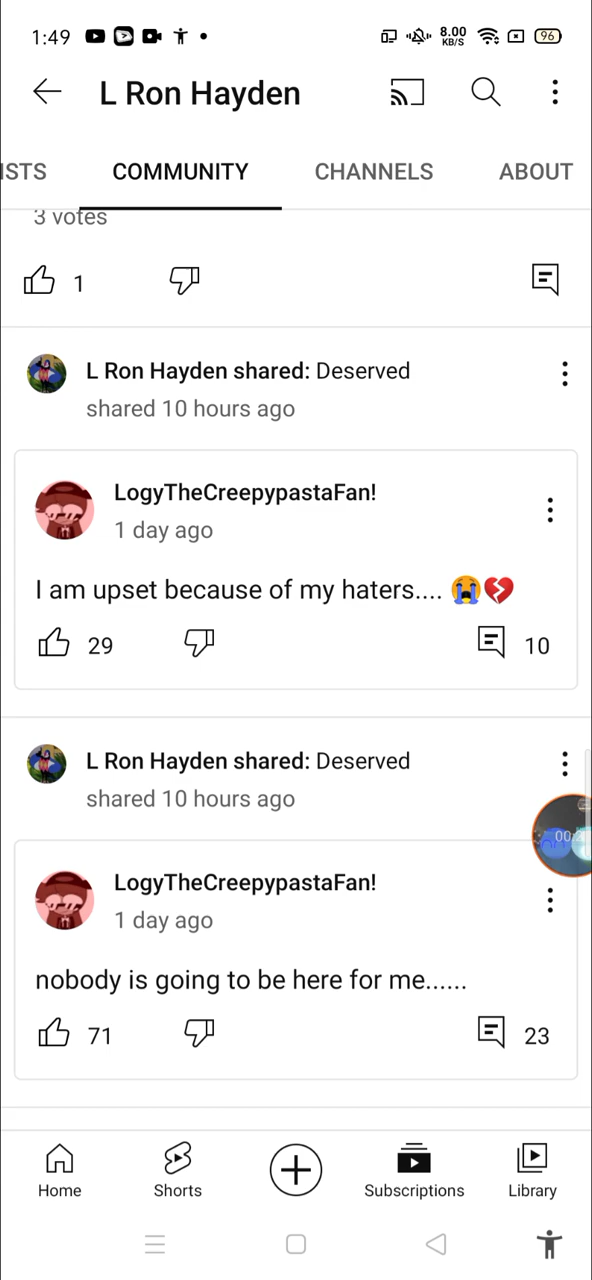 1:49 8.00 KB/S 96
L Ron Hayden
ISTS COMMUNITY CHANNELS ABOUT
3 votes
1
L Ron Hayden shared: Deserved
shared 10 hours ago
LogyTheCreepypastaFan!
1 day ago
I am upset because of my haters.... 😭💔
29 10
L Ron Hayden shared: Deserved
shared 10 hours ago
00:2
LogyTheCreepypastaFan!
1 day ago
nobody is going to be here for me......
71 23
Home Shorts Subscriptions Library